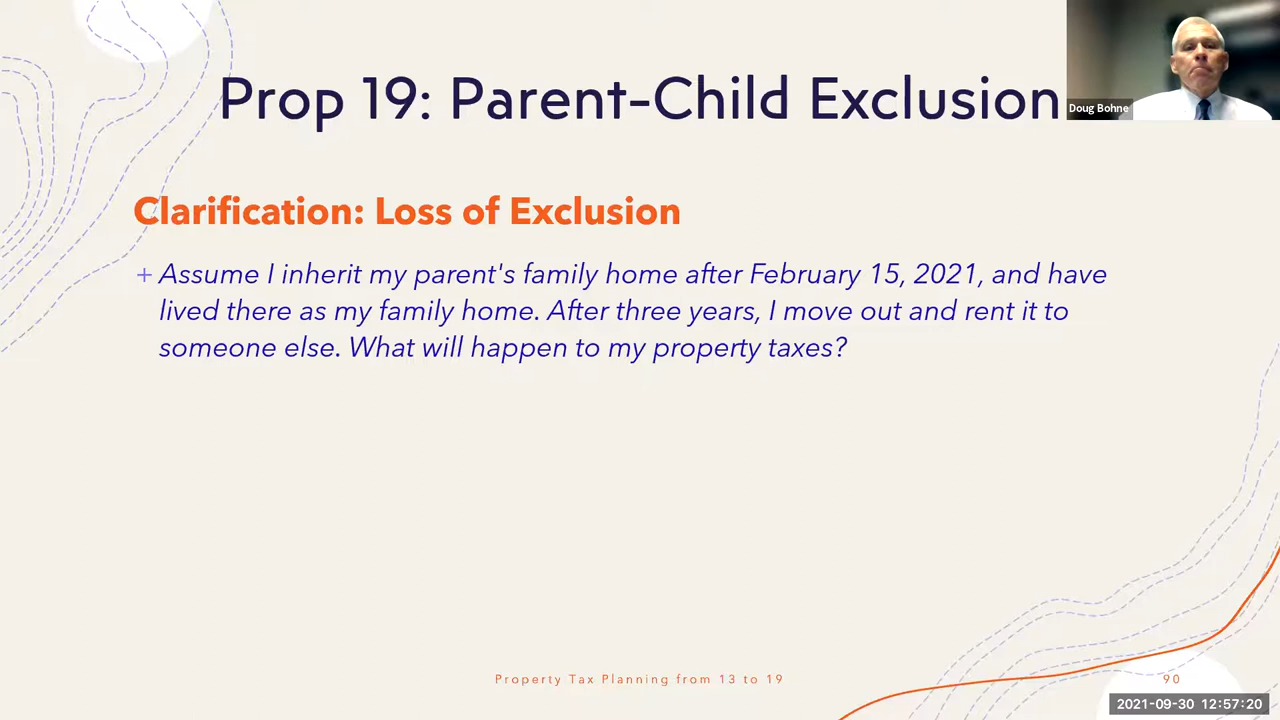 Prop 19: Parent-Child Exclusion
Doug Bohne
Clarification: Loss of Exclusion
+ Assume I inherit my parent's family home after February 15, 2021, and have
lived there as my family home. After three years, I move out and rent it to
someone else. What will happen to my property taxes?
Property Tax Planning from 13 to 19
90
2021-09-30 12:57:20